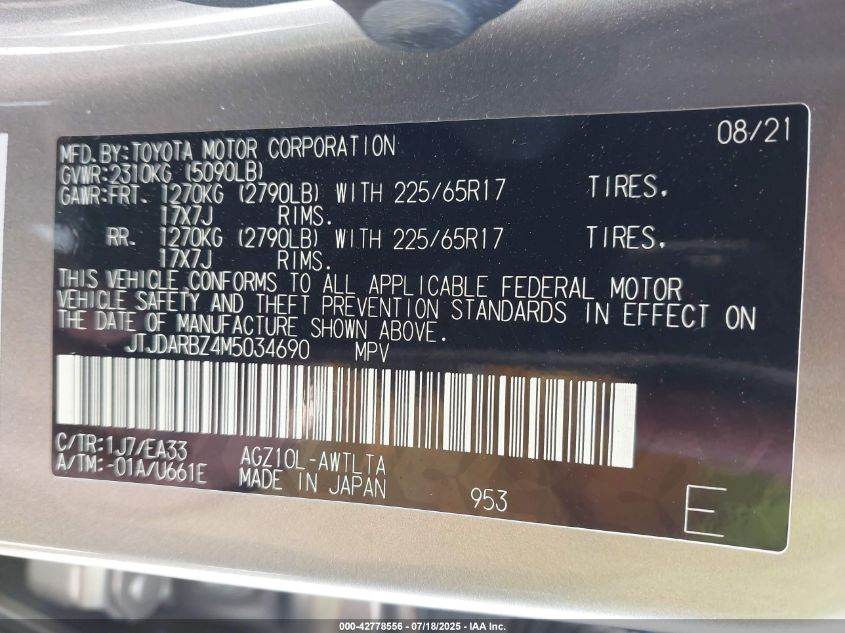 08/21
MFD. BY: TOYOTA MOTOR CORPORATION
GVWR: 2310KG (5090LB)
GAWR: FRT. 1270KG (2790LB) WITH 225/65R17 TIRES.
17X7J RIMS.
RR. 1270KG (2790LB) WITH 225/65R17 TIRES.
17X7J RIMS.
THIS VEHICLE CONFORMS TO ALL APPLICABLE FEDERAL MOTOR
VEHICLE SAFETY AND THEFT PREVENTION STANDARDS IN EFFECT ON
THE DATE OF MANUFACTURE SHOWN ABOVE.
JTJDARBZ4M5034690 MPV
C/TR: 1J7/EA33 AGZ10L-AWTLTA
A/TM: -01A/U661E MADE IN JAPAN 953 E
000-42778556 - 07/18/2025 - IAA Inc.